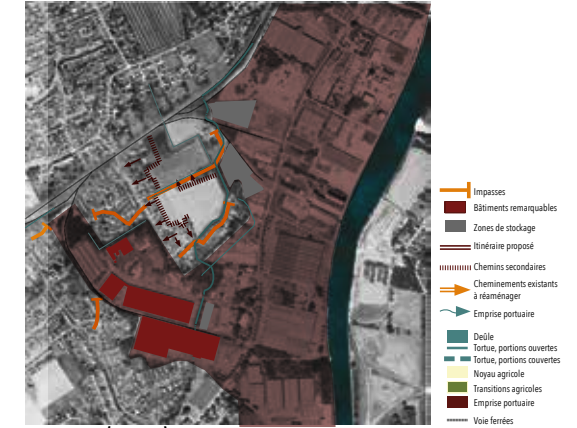 Impasses
Bâtiments remarquables
Zones de stockage
Itinéraire proposé
Chemins secondaires
Cheminements existants
à réaménager
Emprise portuaire
Deûle
Tortue, portions ouvertes
Tortue, portions couvertes
Noyau agricole
Transitions agricoles
Emprise portuaire
Voie ferrées